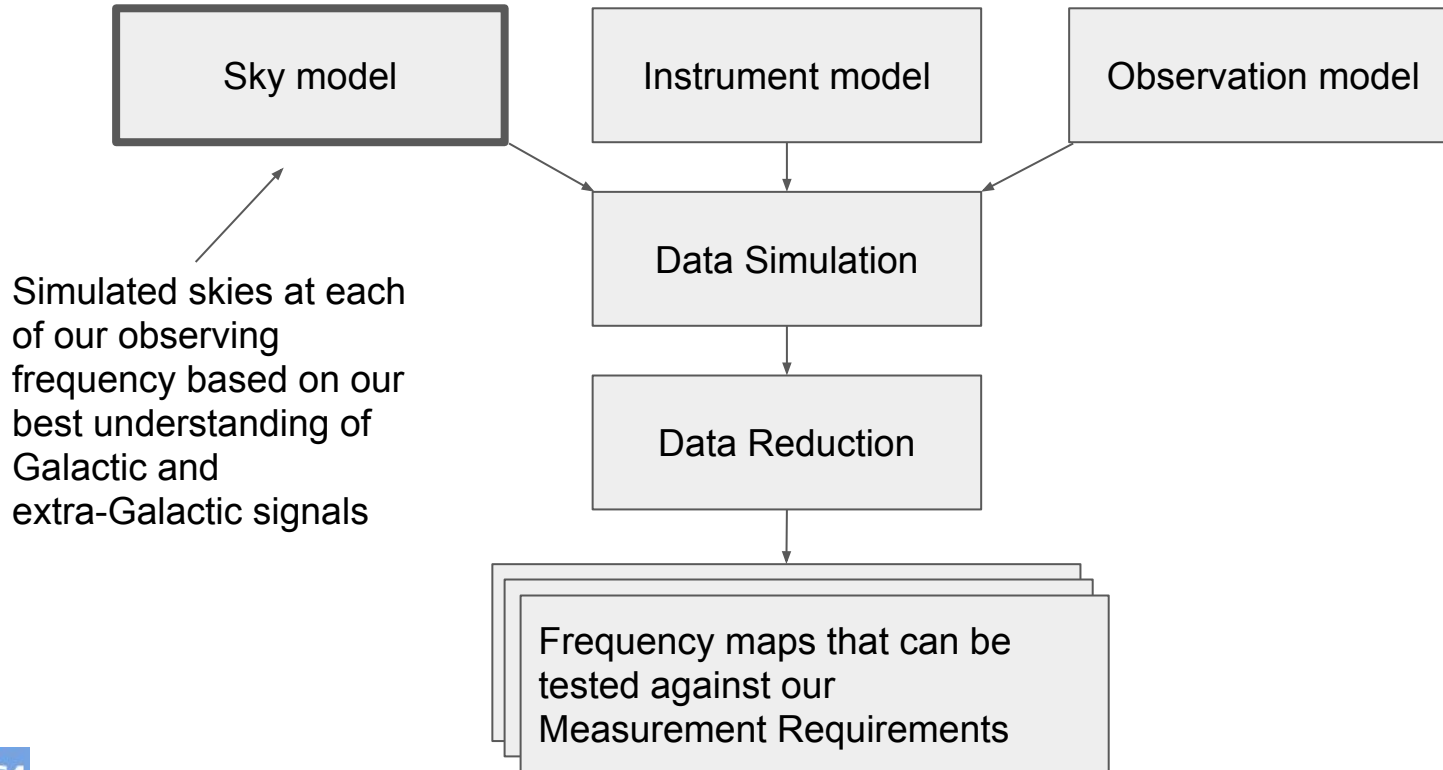 Sky model
Instrument model
Observation model
Data Simulation
Simulated skies at each
of our observing
frequency based on our
best understanding of
Galactic and
extra-Galactic signals
Data Reduction
Frequency maps that can be
tested against our
Measurement Requirements